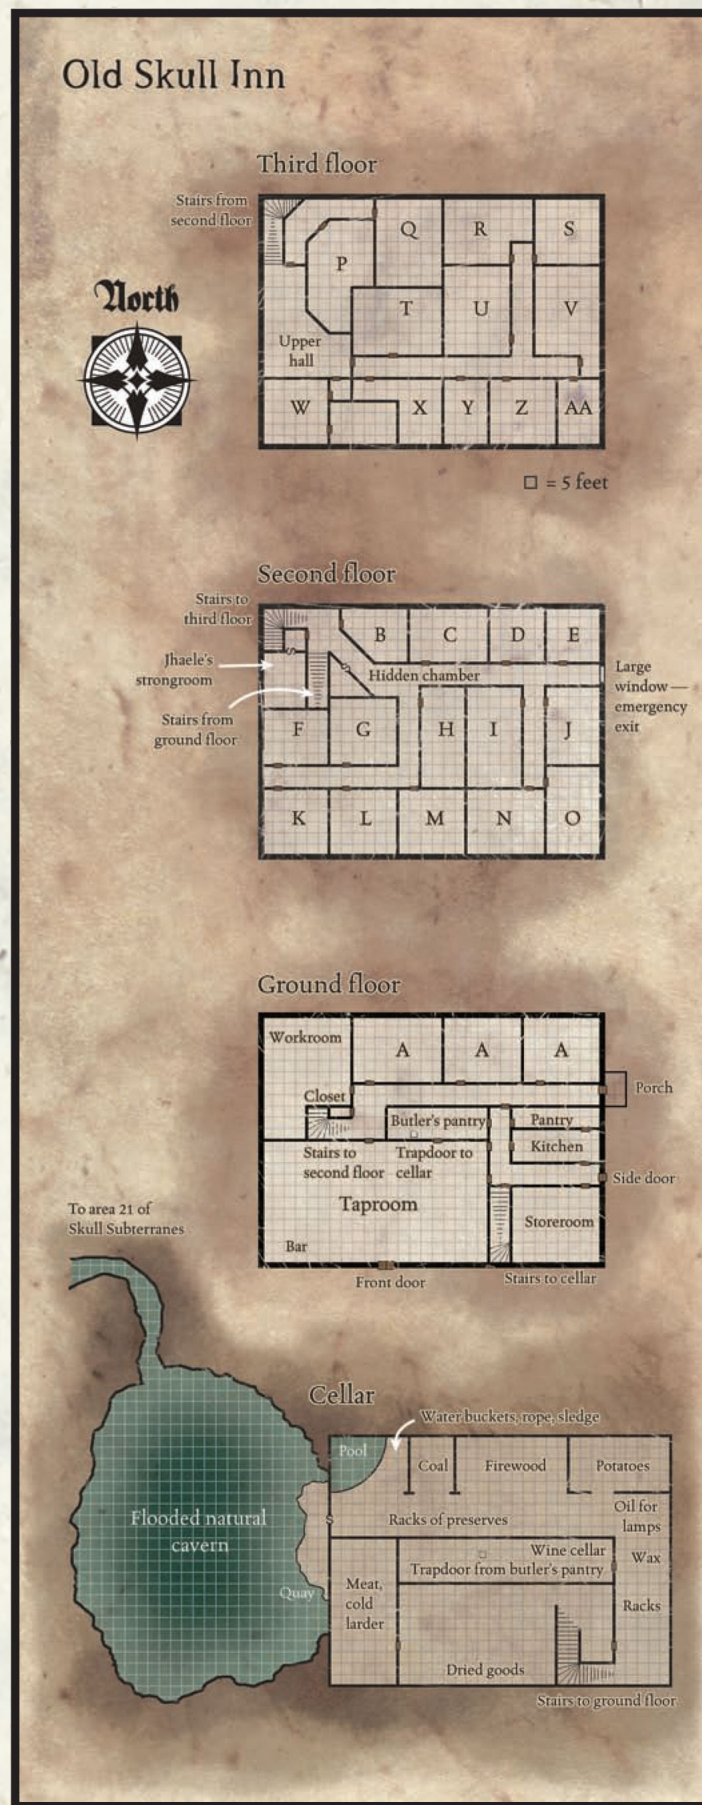 Old Skull Inn
Third floor
Stairs from
second floor
Q
R
S
P
T
U
V
North
Upper
hall
W
X
Y
Z
AA
= 5 feet
Second floor
Stairs to
third floor
B
C
D
E
S
Jhaele's
strongroom
S
Hidden chamber
Large
window—
emergency
exit
Stairs from
ground floor
F
G
H
I
J
K
L
M
N
O
Ground floor
Workroom
A
A
A
Porch
Closet
Butler's pantry
Pantry
Kitchen
Stairs to
second floor
Trapdoor to
cellar
Side door
Taproom
Storeroom
To area 21 of
Skull Subterranes
Bar
Front door
Stairs to cellar
Cellar
Water buckets, rope, sledge
Pool
Coal
Firewood
Potatoes
Oil for
lamps
Racks of preserves
S
Flooded natural
cavern
Wine cellar
Trapdoor from butler's pantry
Wax
Quay
Meat,
cold
larder
Racks
Dried goods
Stairs to ground floor